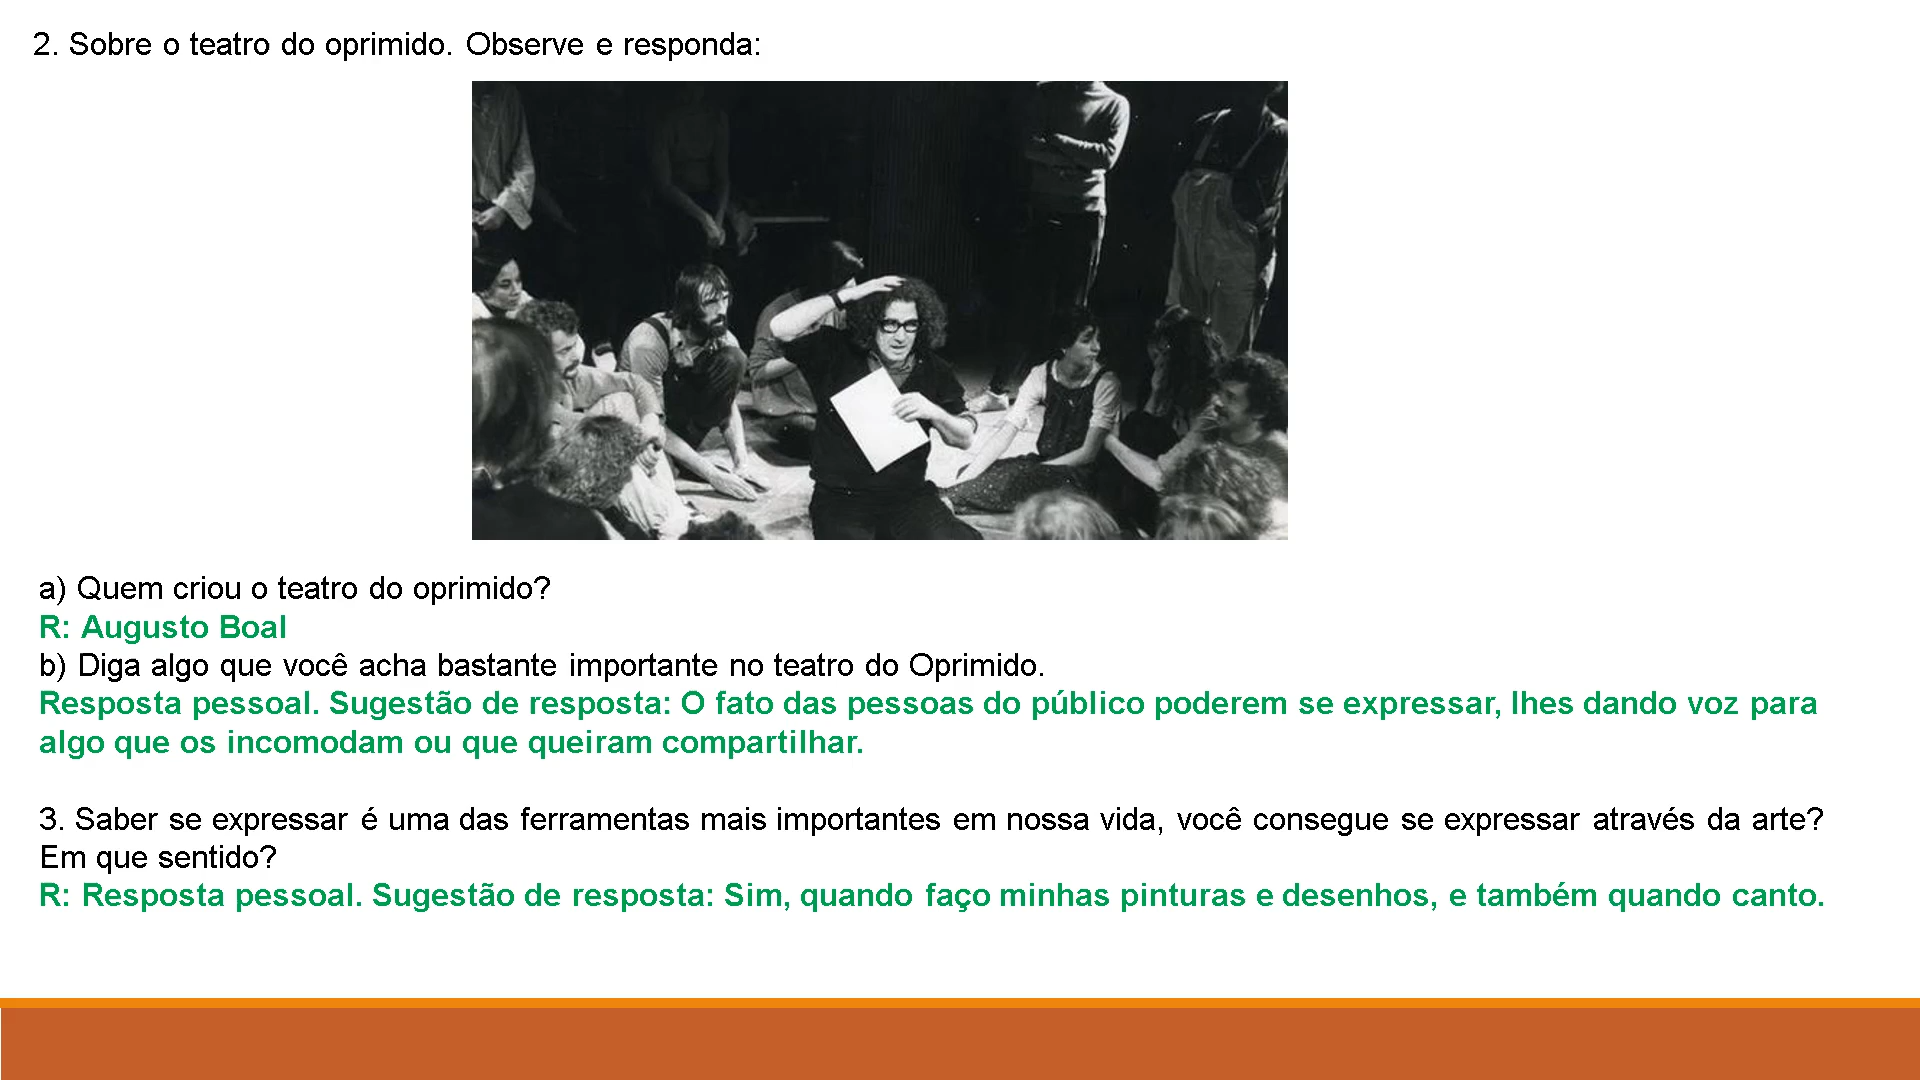 2. Sobre o teatro do oprimido. Observe e responda:
a) Quem criou o teatro do oprimido?
R: Augusto Boal
b) Diga algo que você acha bastante importante no teatro do Oprimido.
Resposta pessoal. Sugestão de resposta: O fato das pessoas do público poderem se expressar, lhes dando voz para
algo que os incomodam ou que queiram compartilhar.
3. Saber se expressar é uma das ferramentas mais importantes em nossa vida, você consegue se expressar através da arte?
Em que sentido?
R: Resposta pessoal. Sugestão de resposta: Sim, quando faço minhas pinturas e desenhos, e também quando canto.